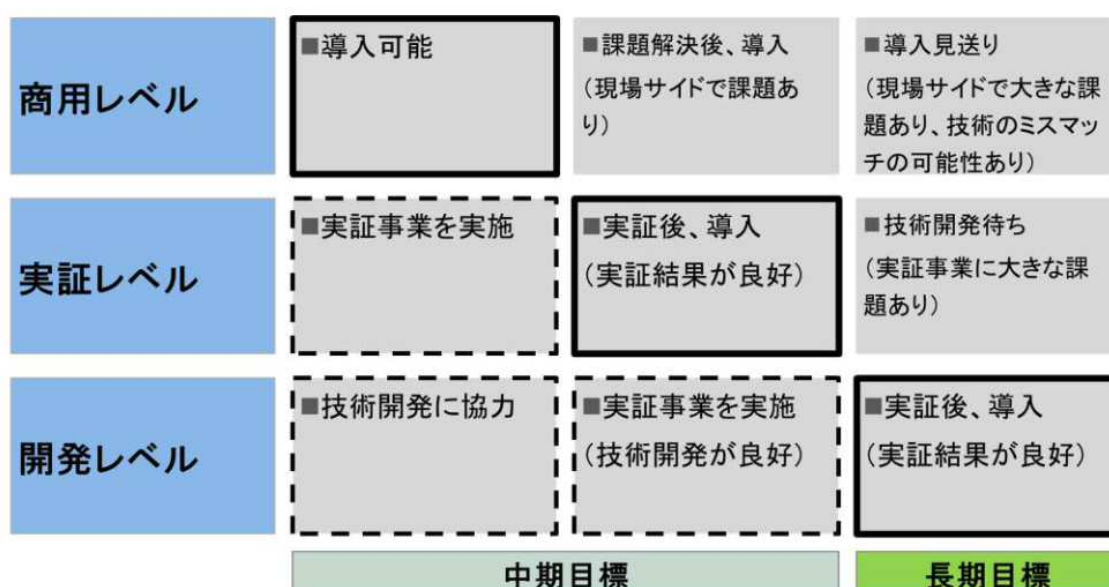 商用レベル
■導入可能
■課題解決後、導入
(現場サイドで課題あ
り)
■導入見送り
(現場サイドで大きな課
題あり、技術のミスマッ
チの可能性あり)
実証レベル
■実証事業を実施
■実証後、導入
(実証結果が良好)
■技術開発待ち
(実証事業に大きな課
題あり)
開発レベル
■技術開発に協力
■実証事業を実施
(技術開発が良好)
■実証後、導入
(実証結果が良好)
中期目標
長期目標